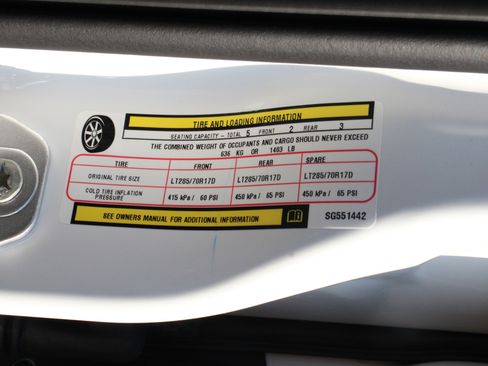 TIRE AND LOADING INFORMATION
SEATING CAPACITY - TOTAL 5 FRONT 2 REAR 3
THE COMBINED WEIGHT OF OCCUPANTS AND CARGO SHOULD NEVER EXCEED
636 KG OR 1403 LB
TIRE FRONT REAR SPARE
ORIGINAL TIRE SIZE LT285/70R17D LT285/70R17D LT285/70R17D
COLD TIRE INFLATION PRESSURE 415 kPa / 60 PSI 450 kPa / 65 PSI 450 kPa / 65 PSI
SEE OWNERS MANUAL FOR ADDITIONAL INFORMATION SG551442